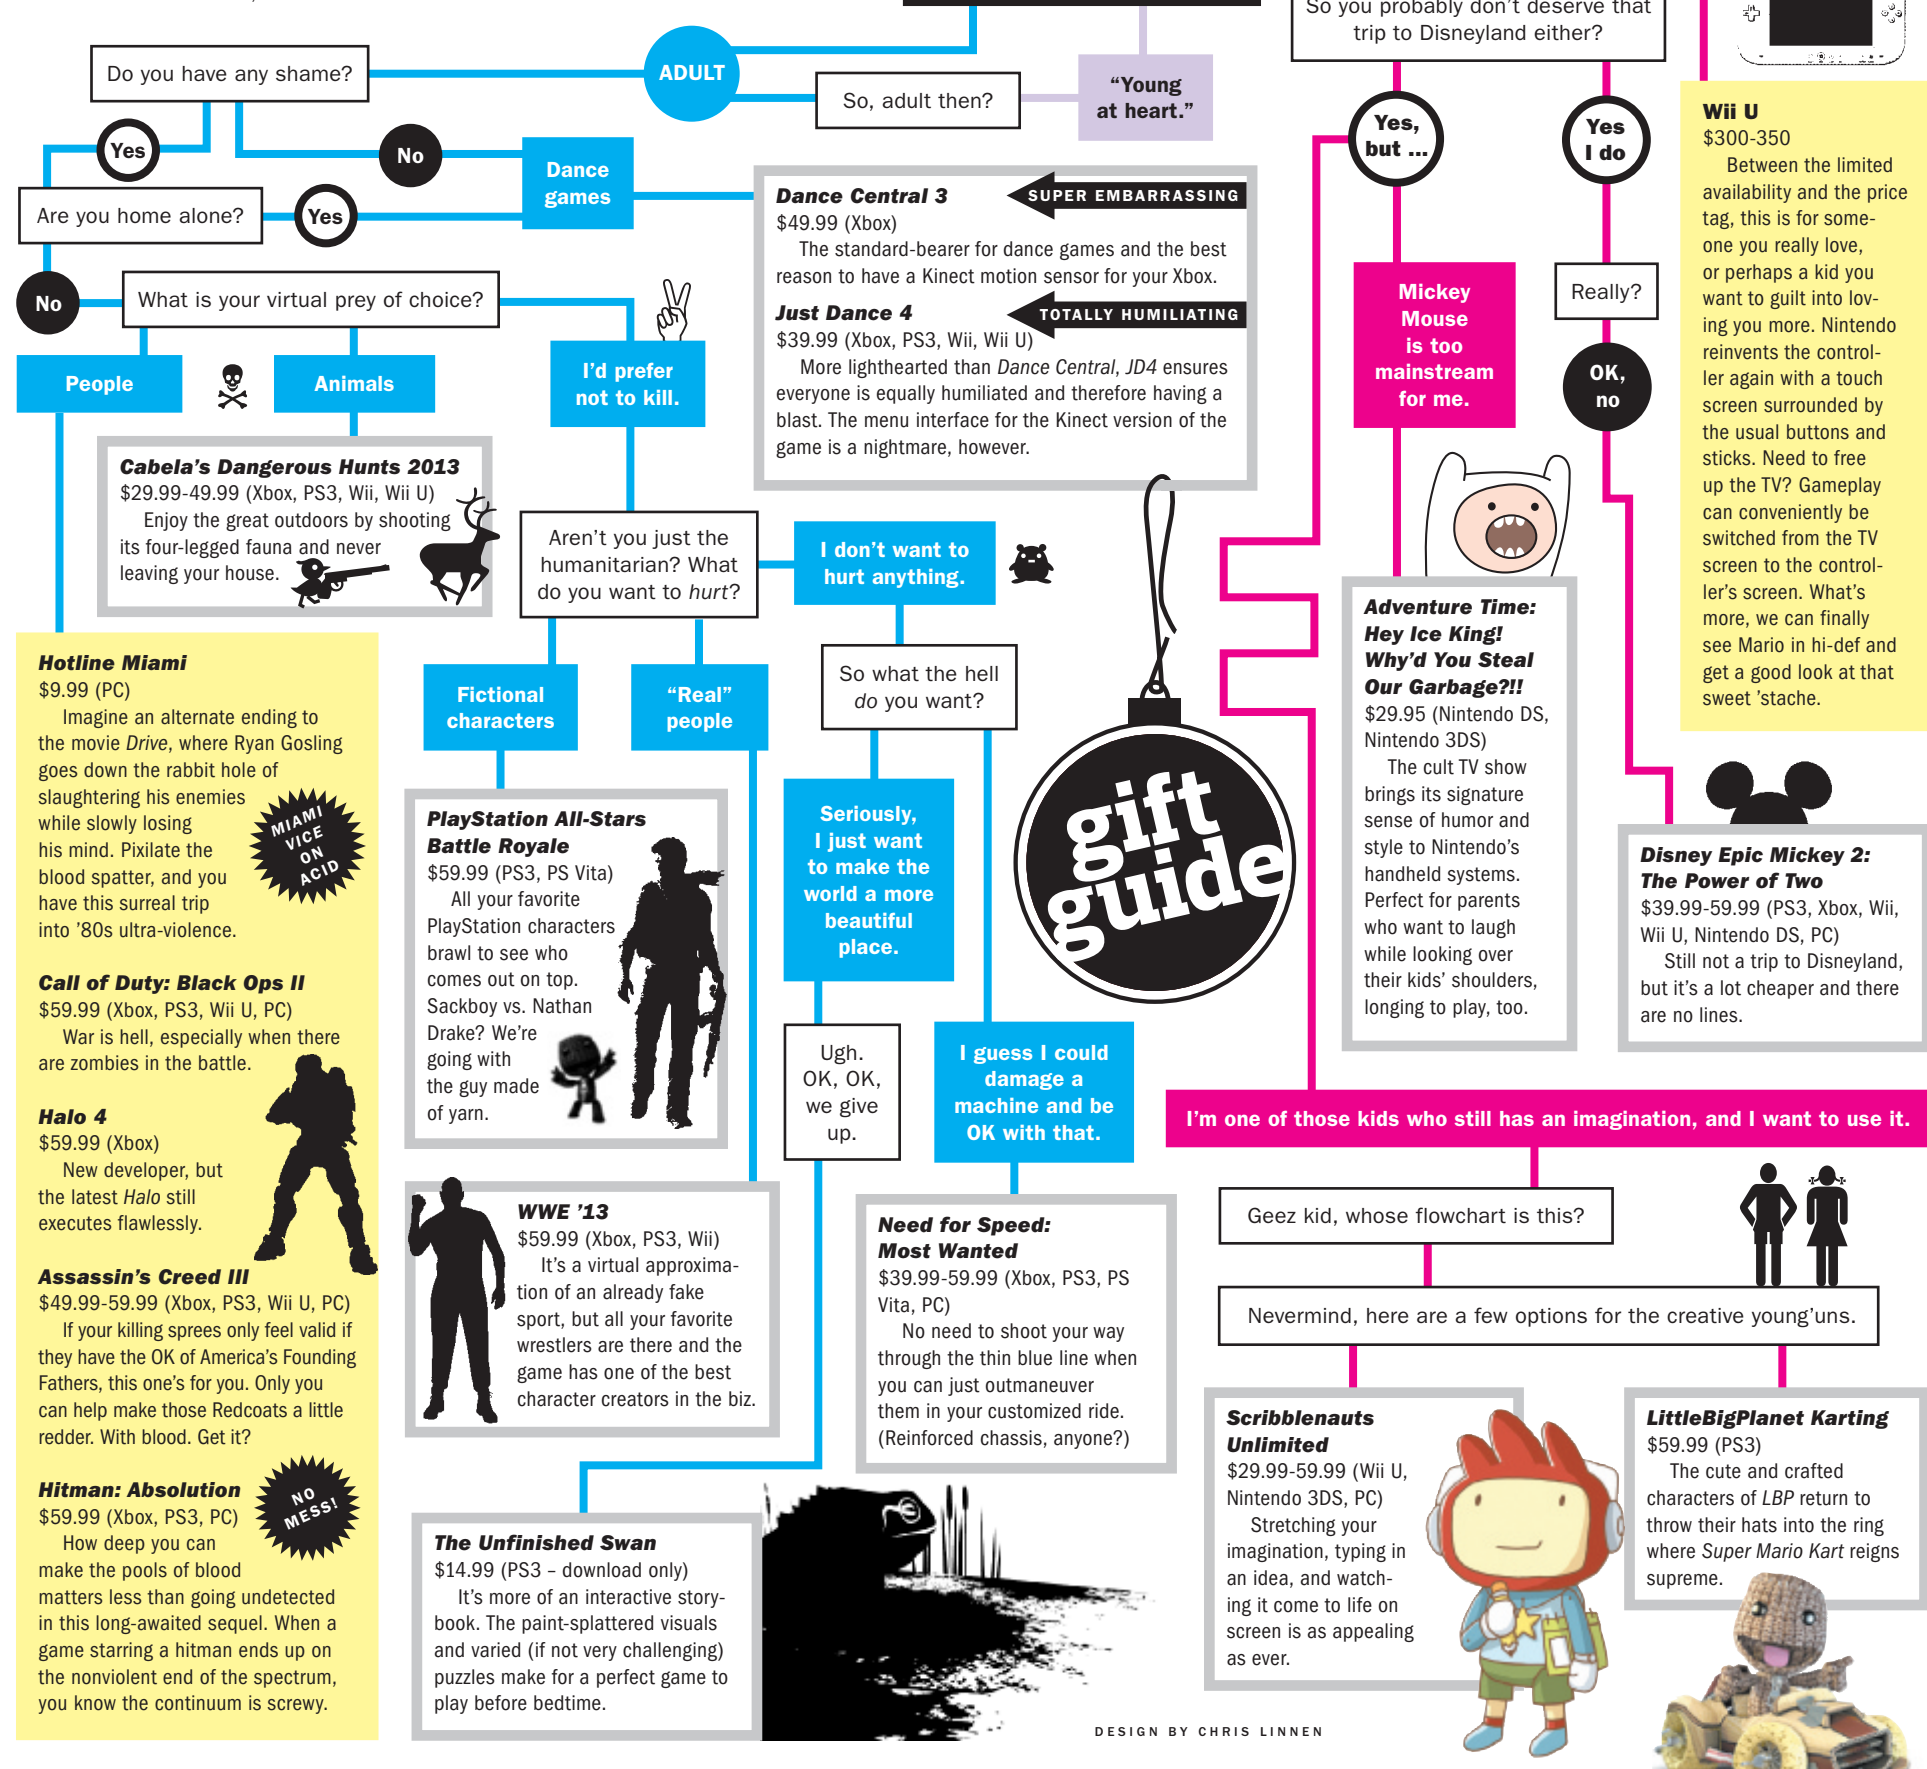 So you probably don't deserve that
trip to Disneyland either?
Do you have any shame?
ADULT
So, adult then?
“Young
at heart.”
Yes
No
Dance
games
Are you home alone?
Yes
No
What is your virtual prey of choice?
People
Animals
I’d prefer
not to kill.
Dance Central 3
SUPER EMBARRASSING
$49.99 (Xbox)
The standard-bearer for dance games and the best
reason to have a Kinect motion sensor for your Xbox.
Just Dance 4
TOTALLY HUMILIATING
$39.99 (Xbox, PS3, Wii, Wii U)
More lighthearted than Dance Central, JD4 ensures
everyone is equally humiliated and therefore having a
blast. The menu interface for the Kinect version of the
game is a nightmare, however.
Cabela’s Dangerous Hunts 2013
$29.99-49.99 (Xbox, PS3, Wii, Wii U)
Enjoy the great outdoors by shooting
its four-legged fauna and never
leaving your house.
Aren’t you just the
humanitarian? What
do you want to hurt?
I don’t want to
hurt anything.
So what the hell
do you want?
Fictional
characters
“Real”
people
Hotline Miami
$9.99 (PC)
Imagine an alternate ending to
the movie Drive, where Ryan Gosling
goes down the rabbit hole of
slaughtering his enemies
while slowly losing
his mind. Pixilate the
blood spatter, and you
have this surreal trip
into ’80s ultra-violence.
MIAMI
VICE
ON
ACID
Call of Duty: Black Ops II
$59.99 (Xbox, PS3, Wii U, PC)
War is hell, especially when there
are zombies in the battle.
Halo 4
$59.99 (Xbox)
New developer, but
the latest Halo still
executes flawlessly.
Assassin’s Creed III
$49.99-59.99 (Xbox, PS3, Wii U, PC)
If your killing sprees only feel valid if
they have the OK of America’s Founding
Fathers, this one’s for you. Only you
can help make those Redcoats a little
redder. With blood. Get it?
Hitman: Absolution
$59.99 (Xbox, PS3, PC)
How deep you can
make the pools of blood
matters less than going undetected
in this long-awaited sequel. When a
game starring a hitman ends up on
the nonviolent end of the spectrum,
you know the continuum is screwy.
NO
MESS!
PlayStation All-Stars
Battle Royale
$59.99 (PS3, PS Vita)
All your favorite
PlayStation characters
brawl to see who
comes out on top.
Sackboy vs. Nathan
Drake? We’re
going with
the guy made
of yarn.
Seriously,
I just want
to make the
world a more
beautiful
place.
Ugh.
OK, OK,
we give
up.
I guess I could
damage a
machine and be
OK with that.
WWE ’13
$59.99 (Xbox, PS3, Wii)
It’s a virtual approxima-
tion of an already fake
sport, but all your favorite
wrestlers are there and the
game has one of the best
character creators in the biz.
Need for Speed:
Most Wanted
$39.99-59.99 (Xbox, PS3, PS
Vita, PC)
No need to shoot your way
through the thin blue line when
you can just outmaneuver
them in your customized ride.
(Reinforced chassis, anyone?)
The Unfinished Swan
$14.99 (PS3 – download only)
It’s more of an interactive story-
book. The paint-splattered visuals
and varied (if not very challenging)
puzzles make for a perfect game to
play before bedtime.
gift
guide
Yes,
but ...
Yes
I do
Mickey
Mouse
is too
mainstream
for me.
Really?
OK,
no
Wii U
$300-350
Between the limited
availability and the price
tag, this is for some-
one you really love,
or perhaps a kid you
want to guilt into lov-
ing you more. Nintendo
reinvents the control-
ler again with a touch
screen surrounded by
the usual buttons and
sticks. Need to free
up the TV? Gameplay
can conveniently be
switched from the TV
screen to the control-
ler’s screen. What’s
more, we can finally
see Mario in hi-def and
get a good look at that
sweet ’stache.
Adventure Time:
Hey Ice King!
Why’d You Steal
Our Garbage?!!
$29.95 (Nintendo DS,
Nintendo 3DS)
The cult TV show
brings its signature
sense of humor and
style to Nintendo’s
handheld systems.
Perfect for parents
who want to laugh
while looking over
their kids’ shoulders,
longing to play, too.
Disney Epic Mickey 2:
The Power of Two
$39.99-59.99 (PS3, Xbox, Wii,
Wii U, Nintendo DS, PC)
Still not a trip to Disneyland,
but it’s a lot cheaper and there
are no lines.
I’m one of those kids who still has an imagination, and I want to use it.
Geez kid, whose flowchart is this?
Nevermind, here are a few options for the creative young’uns.
Scribblenauts
Unlimited
$29.99-59.99 (Wii U,
Nintendo 3DS, PC)
Stretching your
imagination, typing in
an idea, and watch-
ing it come to life on
screen is as appealing
as ever.
LittleBigPlanet Karting
$59.99 (PS3)
The cute and crafted
characters of LBP return to
throw their hats into the ring
where Super Mario Kart reigns
supreme.
DESIGN BY CHRIS LINNEN